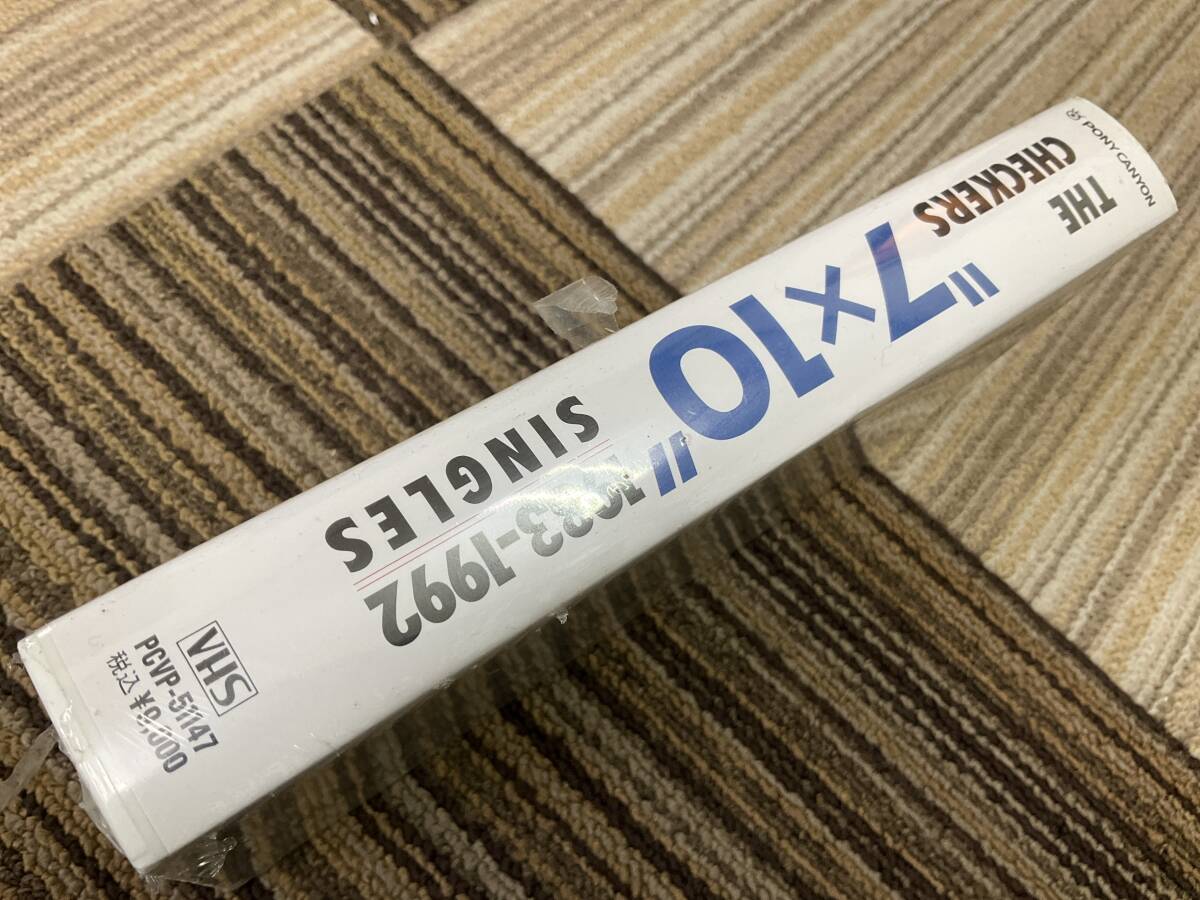 PONY CANYON
THE
CHECKERS
"7×10"
1983-1992
SINGLES
VHS
PCVP-51147
税込